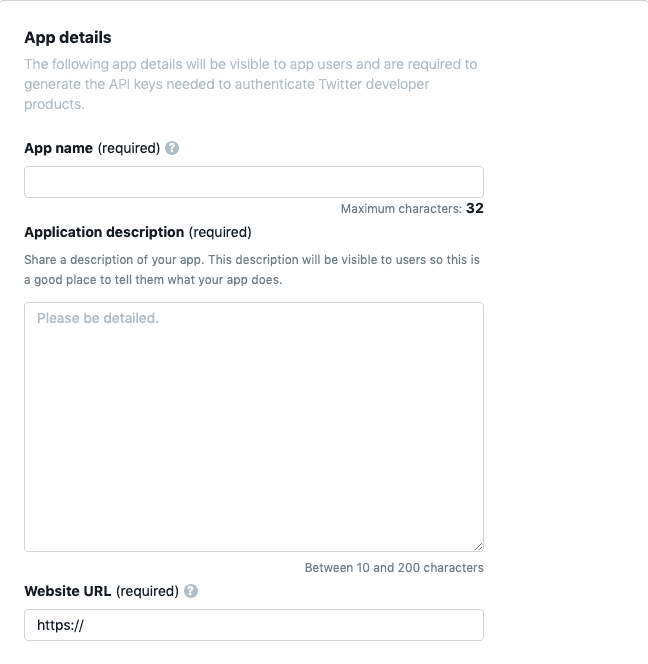 App details
The following app details will be visible to app users and are required to
generate the API keys needed to authenticate Twitter developer
products.
App name (required) ?
Maximum characters: 32
Application description (required)
Share a description of your app. This description will be visible to users so this is
a good place to tell them what your app does.
Please be detailed.
Between 10 and 200 characters
Website URL (required) ?
https://